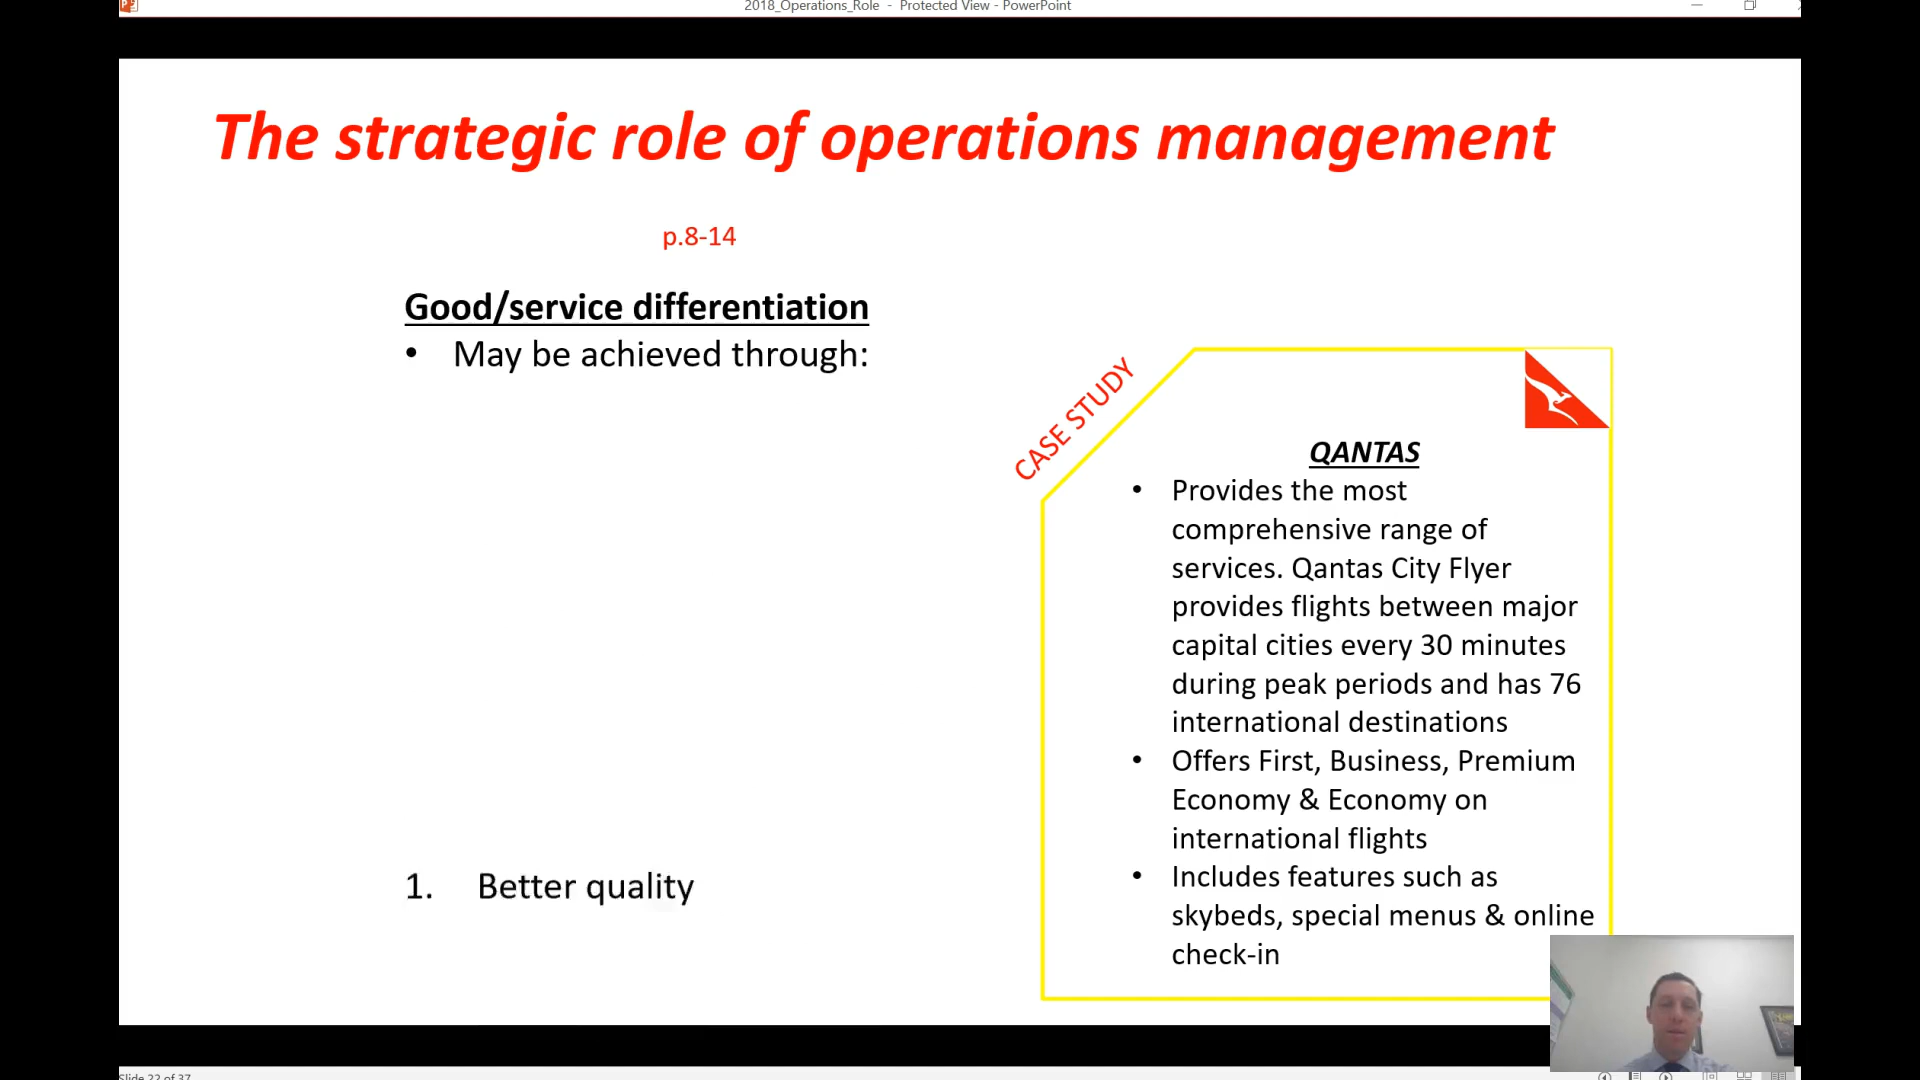 2018_Operations_Role - Protected View - PowerPoint
The strategic role of operations management
p.8-14
Good/service differentiation
• May be achieved through:
1. Better quality
CASE STUDY
QANTAS
• Provides the most
comprehensive range of
services. Qantas City Flyer
provides flights between major
capital cities every 30 minutes
during peak periods and has 76
international destinations
• Offers First, Business, Premium
Economy & Economy on
international flights
• Includes features such as
skybeds, special menus & online
check-in
Slide 22 of 37